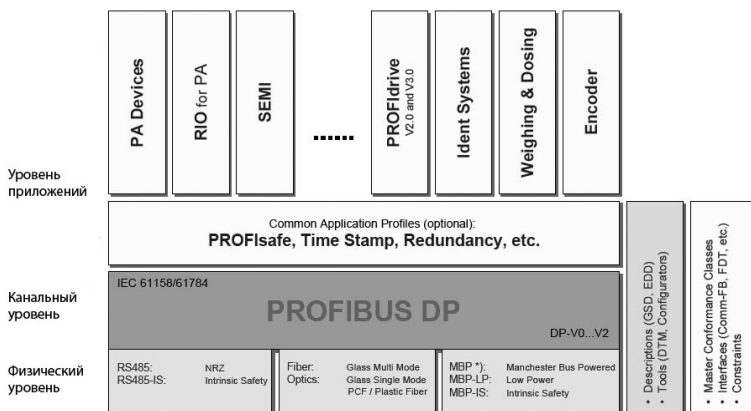 PA Devices
RIO for PA
SEMI
......
PROFIdrive
V2.0 and V3.0
Ident Systems
Weighing & Dosing
Encoder
Уровень
приложений
Common Application Profiles (optional):
PROFIsafe, Time Stamp, Redundancy, etc.
Канальный
уровень
IEC 61158/61784
PROFIBUS DP
DP-V0...V2
Физический
уровень
RS485: NRZ
RS485-IS: Intrinsic Safety
Fiber: Glass Multi Mode
Optics: Glass Single Mode
PCF / Plastic Fiber
MBP *): Manchester Bus Powered
MBP-LP: Low Power
MBP-IS: Intrinsic Safety
• Descriptions (GSD, EDD)
• Tools (DTM, Configurators)
• Master Conformance Classes
• Interfaces (Comm-FB, FDT, etc.)
• Constraints